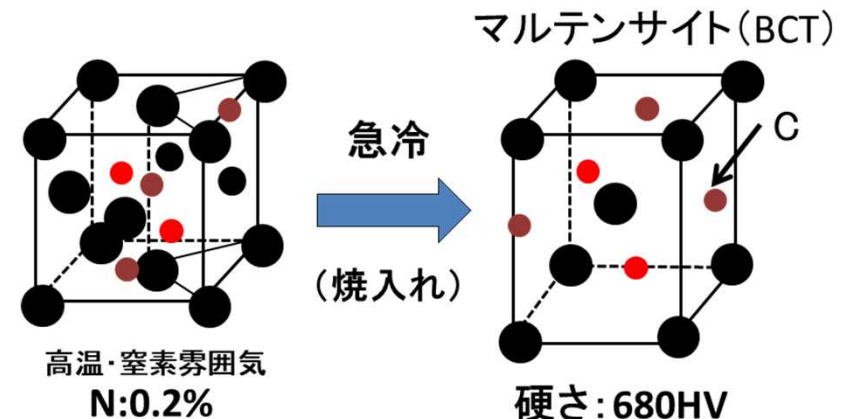 マルテンサイト（BCT）
C
急冷
（焼入れ）
高温･窒素雰囲気
N:0.2%
硬さ：680HV